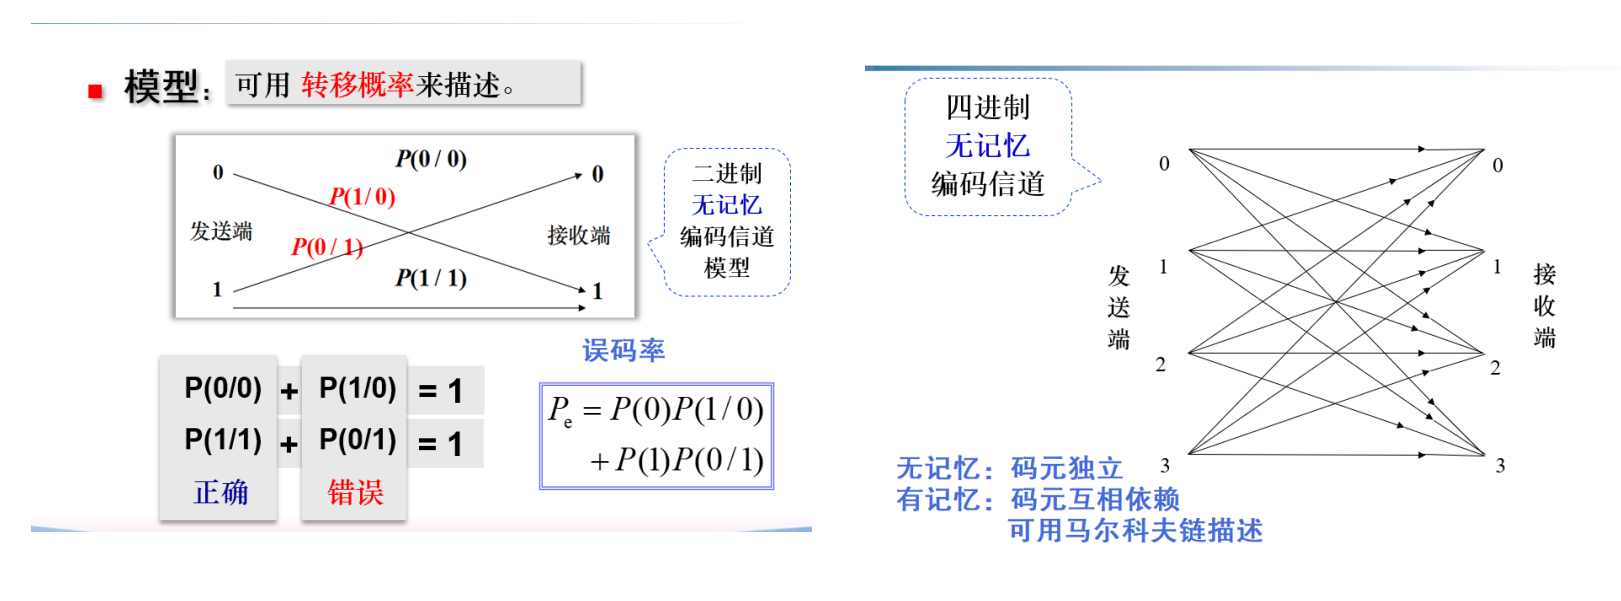 模型：可用 转移概率来描述。
0 P(0 / 0) 0
P(1/ 0)
发送端 接收端
P(0 / 1)
P(1 / 1)
1 1
二进制
无记忆
编码信道
模型
误码率
P(0/0) + P(1/0) = 1
P(1/1) + P(0/1) = 1
正确 错误
Pe = P(0)P(1/0)
+ P(1)P(0/1)
四进制
无记忆
编码信道
0 0
1 1
2 2
3 3
发送端
接收端
无记忆：码元独立
有记忆：码元互相依赖
可用马尔科夫链描述